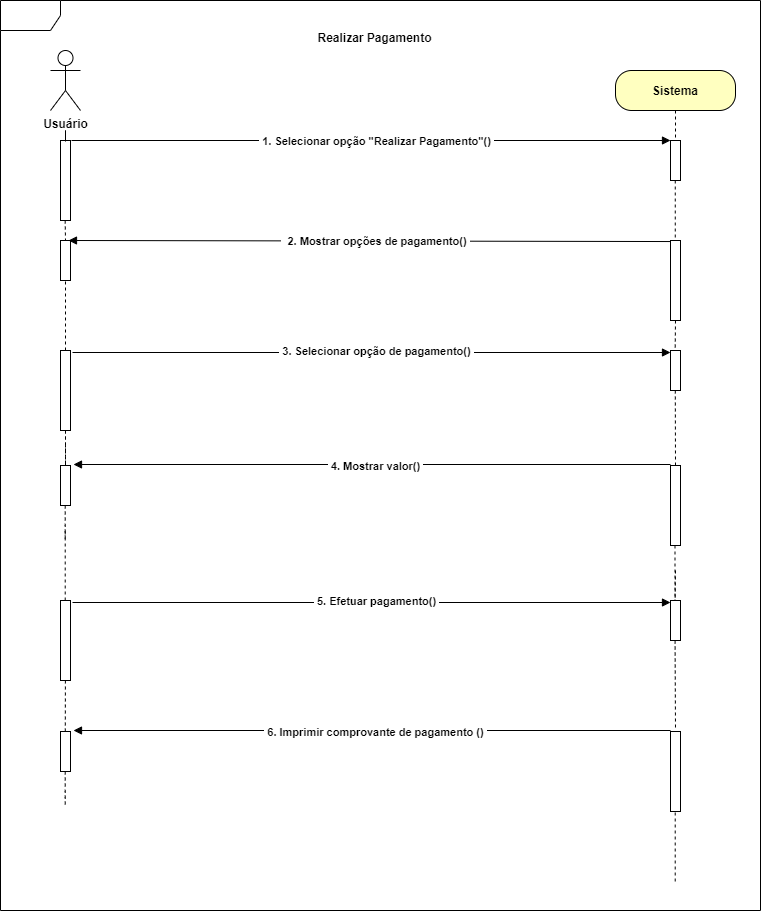 Realizar Pagamento
Usuário
Sistema
1. Selecionar opção "Realizar Pagamento"()
2. Mostrar opções de pagamento()
3. Selecionar opção de pagamento()
4. Mostrar valor()
5. Efetuar pagamento()
6. Imprimir comprovante de pagamento ()